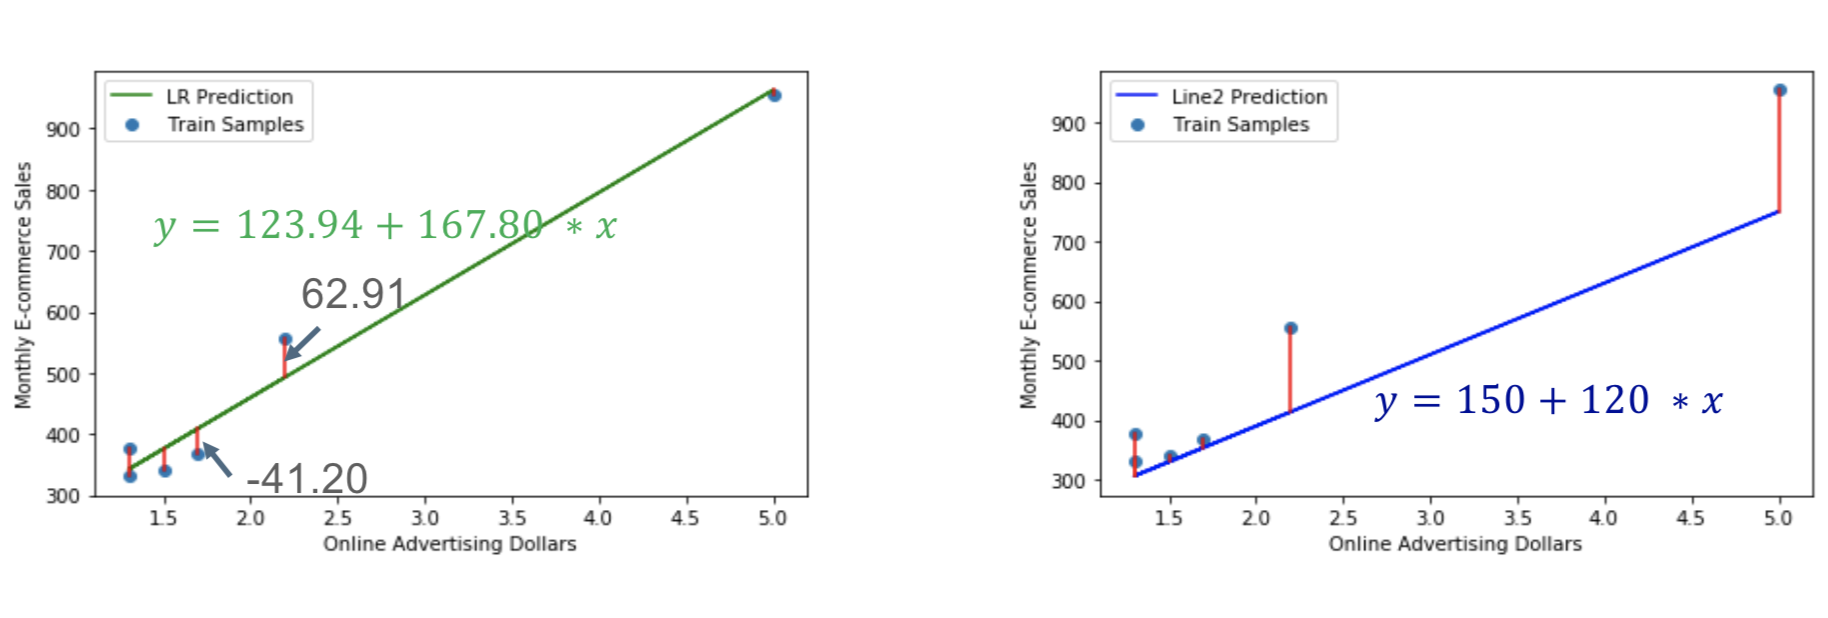 LR Prediction
Train Samples
y = 123.94 + 167.80 * x
62.91
-41.20
900
800
700
600
500
400
300
1.5 2.0 2.5 3.0 3.5 4.0 4.5 5.0
Online Advertising Dollars
Monthly E-commerce Sales
Line2 Prediction
Train Samples
y = 150 + 120 * x
900
800
700
600
500
400
300
1.5 2.0 2.5 3.0 3.5 4.0 4.5 5.0
Online Advertising Dollars
Monthly E-commerce Sales